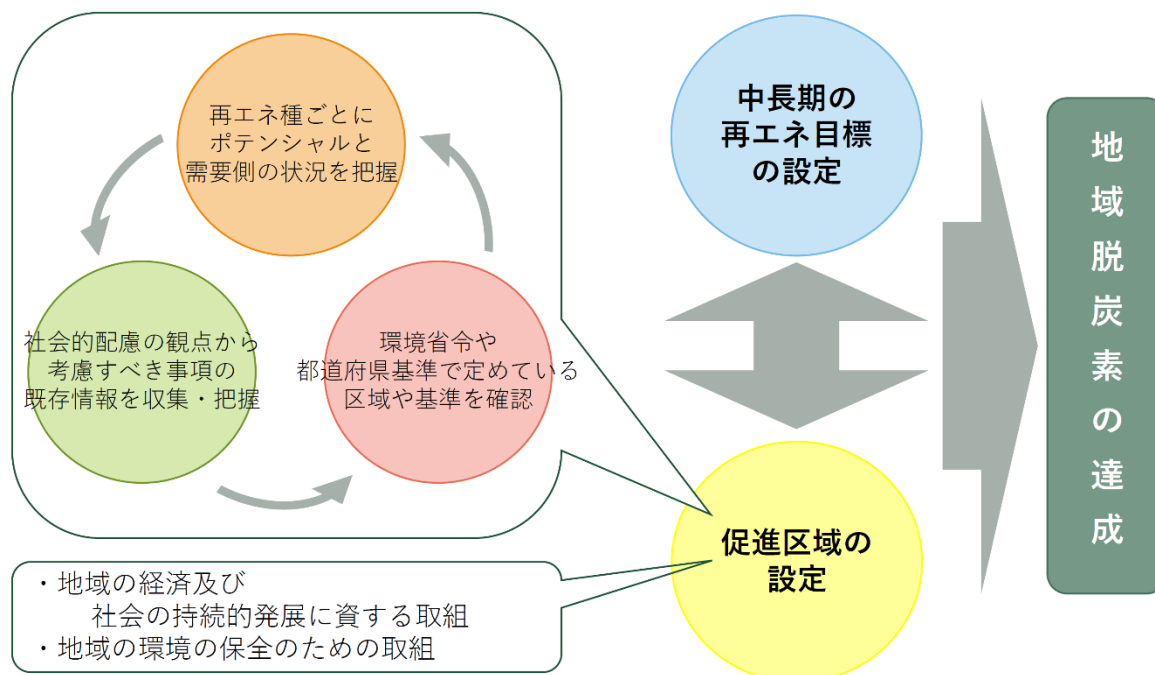 再エネ種ごとに
ポテンシャルと
需要側の状況を把握
社会的配慮の観点から
考慮すべき事項の
既存情報を収集・把握
環境省令や
都道府県基準で定めている
区域や基準を確認
・地域の経済及び
社会の持続的発展に資する取組
・地域の環境の保全のための取組
中長期の
再エネ目標
の設定
促進区域の
設定
地域脱炭素の達成